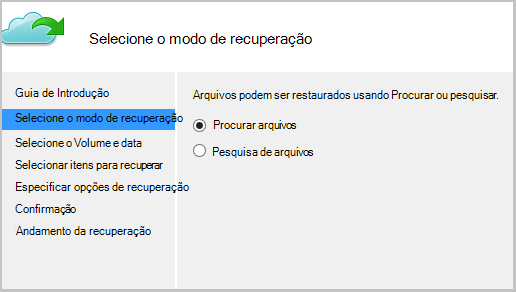 Selecione o modo de recuperação
Guia de Introdução
Selecione o modo de recuperação
Selecione o Volume e data
Selecionar itens para recuperar
Especificar opções de recuperação
Confirmação
Andamento da recuperação
Arquivos podem ser restaurados usando Procurar ou pesquisar.
Procurar arquivos
Pesquisa de arquivos